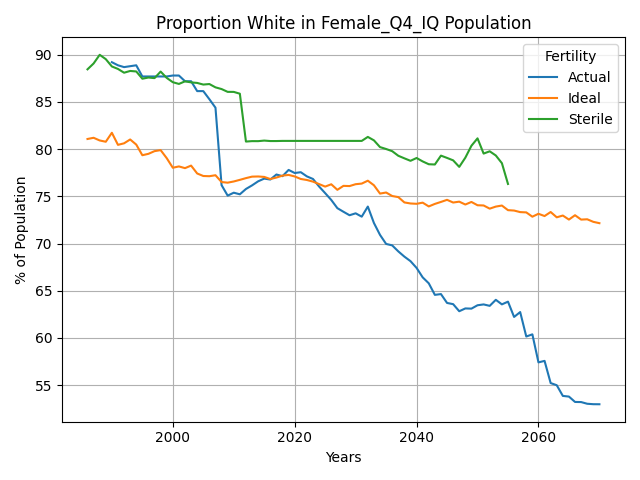 Proportion White in Female_Q4_IQ Population
% of Population
90
85
80
75
70
65
60
55
Fertility
Actual
Ideal
Sterile
2000
2020
2040
2060
Years